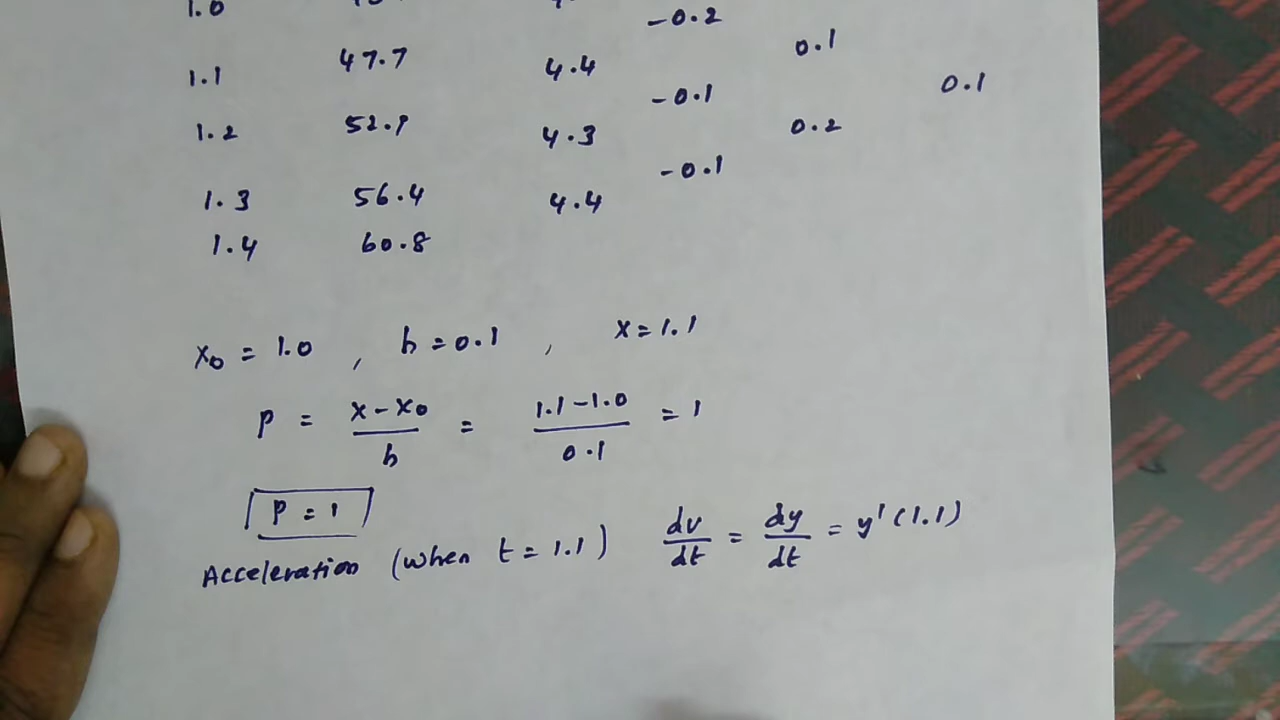 1.0
-0.2
47.7 0.1
1.1 4.4
-0.1 0.1
1.2 52.1 4.3 0.2
-0.1
1.3 56.4 4.4
1.4 60.8
x₀ = 1.0 , h = 0.1 , x = 1.1
P = x - x₀ / h = 1.1 - 1.0 / 0.1 = 1
P = 1
Acceleration (when t = 1.1) dv/dt = dy/dt = y'(1.1)